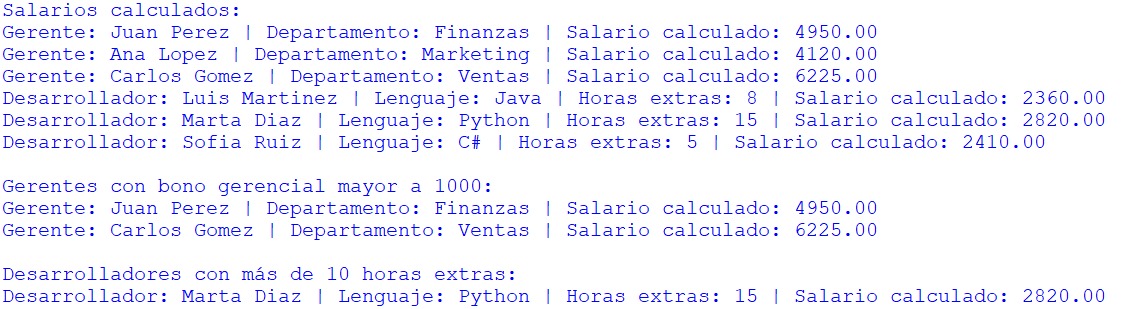 Salarios calculados:
Gerente: Juan Perez | Departamento: Finanzas | Salario calculado: 4950.00
Gerente: Ana Lopez | Departamento: Marketing | Salario calculado: 4120.00
Gerente: Carlos Gomez | Departamento: Ventas | Salario calculado: 6225.00
Desarrollador: Luis Martinez | Lenguaje: Java | Horas extras: 8 | Salario calculado: 2360.00
Desarrollador: Marta Diaz | Lenguaje: Python | Horas extras: 15 | Salario calculado: 2820.00
Desarrollador: Sofia Ruiz | Lenguaje: C# | Horas extras: 5 | Salario calculado: 2410.00
Gerentes con bono gerencial mayor a 1000:
Gerente: Juan Perez | Departamento: Finanzas | Salario calculado: 4950.00
Gerente: Carlos Gomez | Departamento: Ventas | Salario calculado: 6225.00
Desarrolladores con más de 10 horas extras:
Desarrollador: Marta Diaz | Lenguaje: Python | Horas extras: 15 | Salario calculado: 2820.00